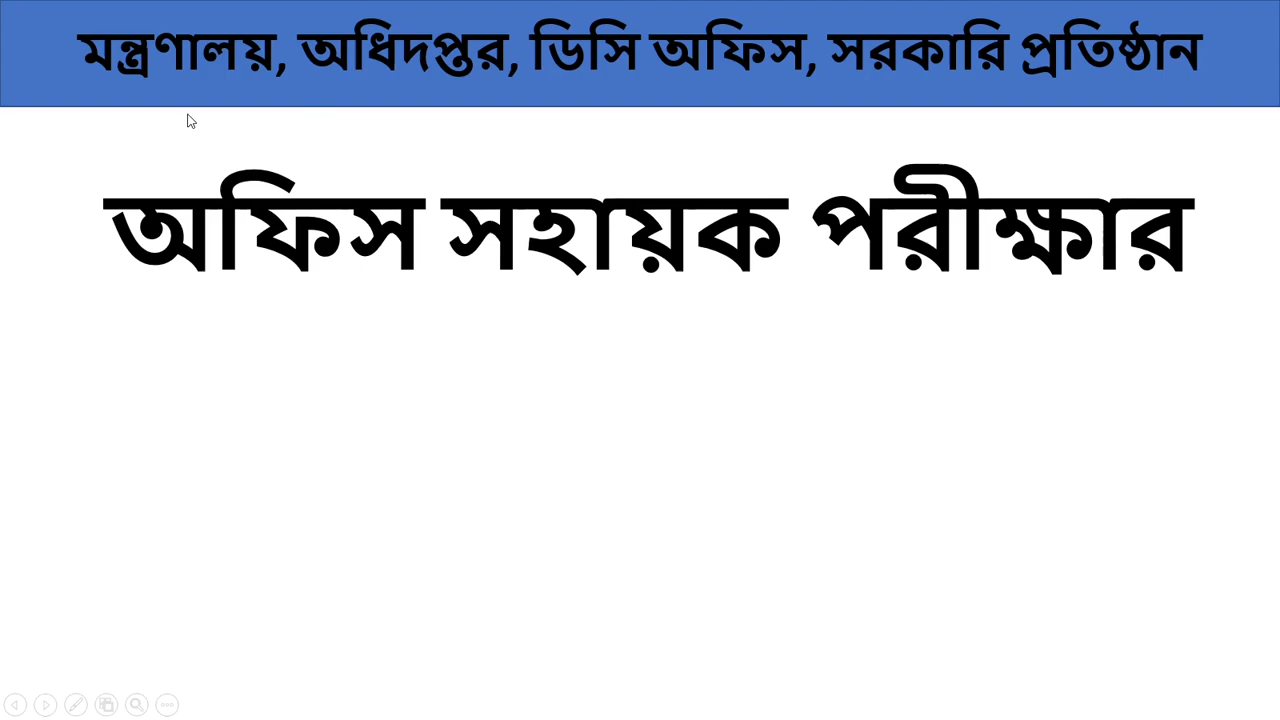 মন্ত্রণালয়, অধিদপ্তর, ডিসি অফিস, সরকারি প্রতিষ্ঠান
অফিস সহায়ক পরীক্ষার